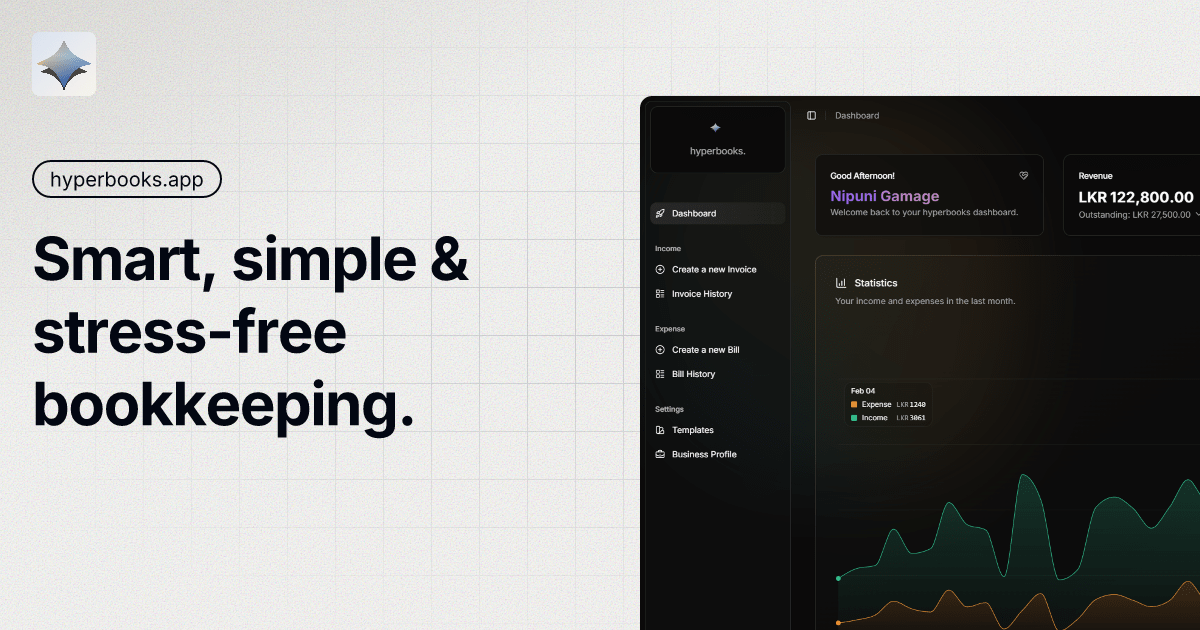 hyperbooks.app
Smart, simple &
stress-free
bookkeeping.
hyperbooks.
Dashboard
Income
Create a new Invoice
Invoice History
Expense
Create a new Bill
Bill History
Settings
Templates
Business Profile
Dashboard
Good Afternoon!
Nipuni Gamage
Welcome back to your hyperbooks dashboard.
Revenue
LKR 122,800.00
Outstanding: LKR 27,500.00
Statistics
Your income and expenses in the last month.
Feb 04
Expense LKR 1240
Income LKR 3061